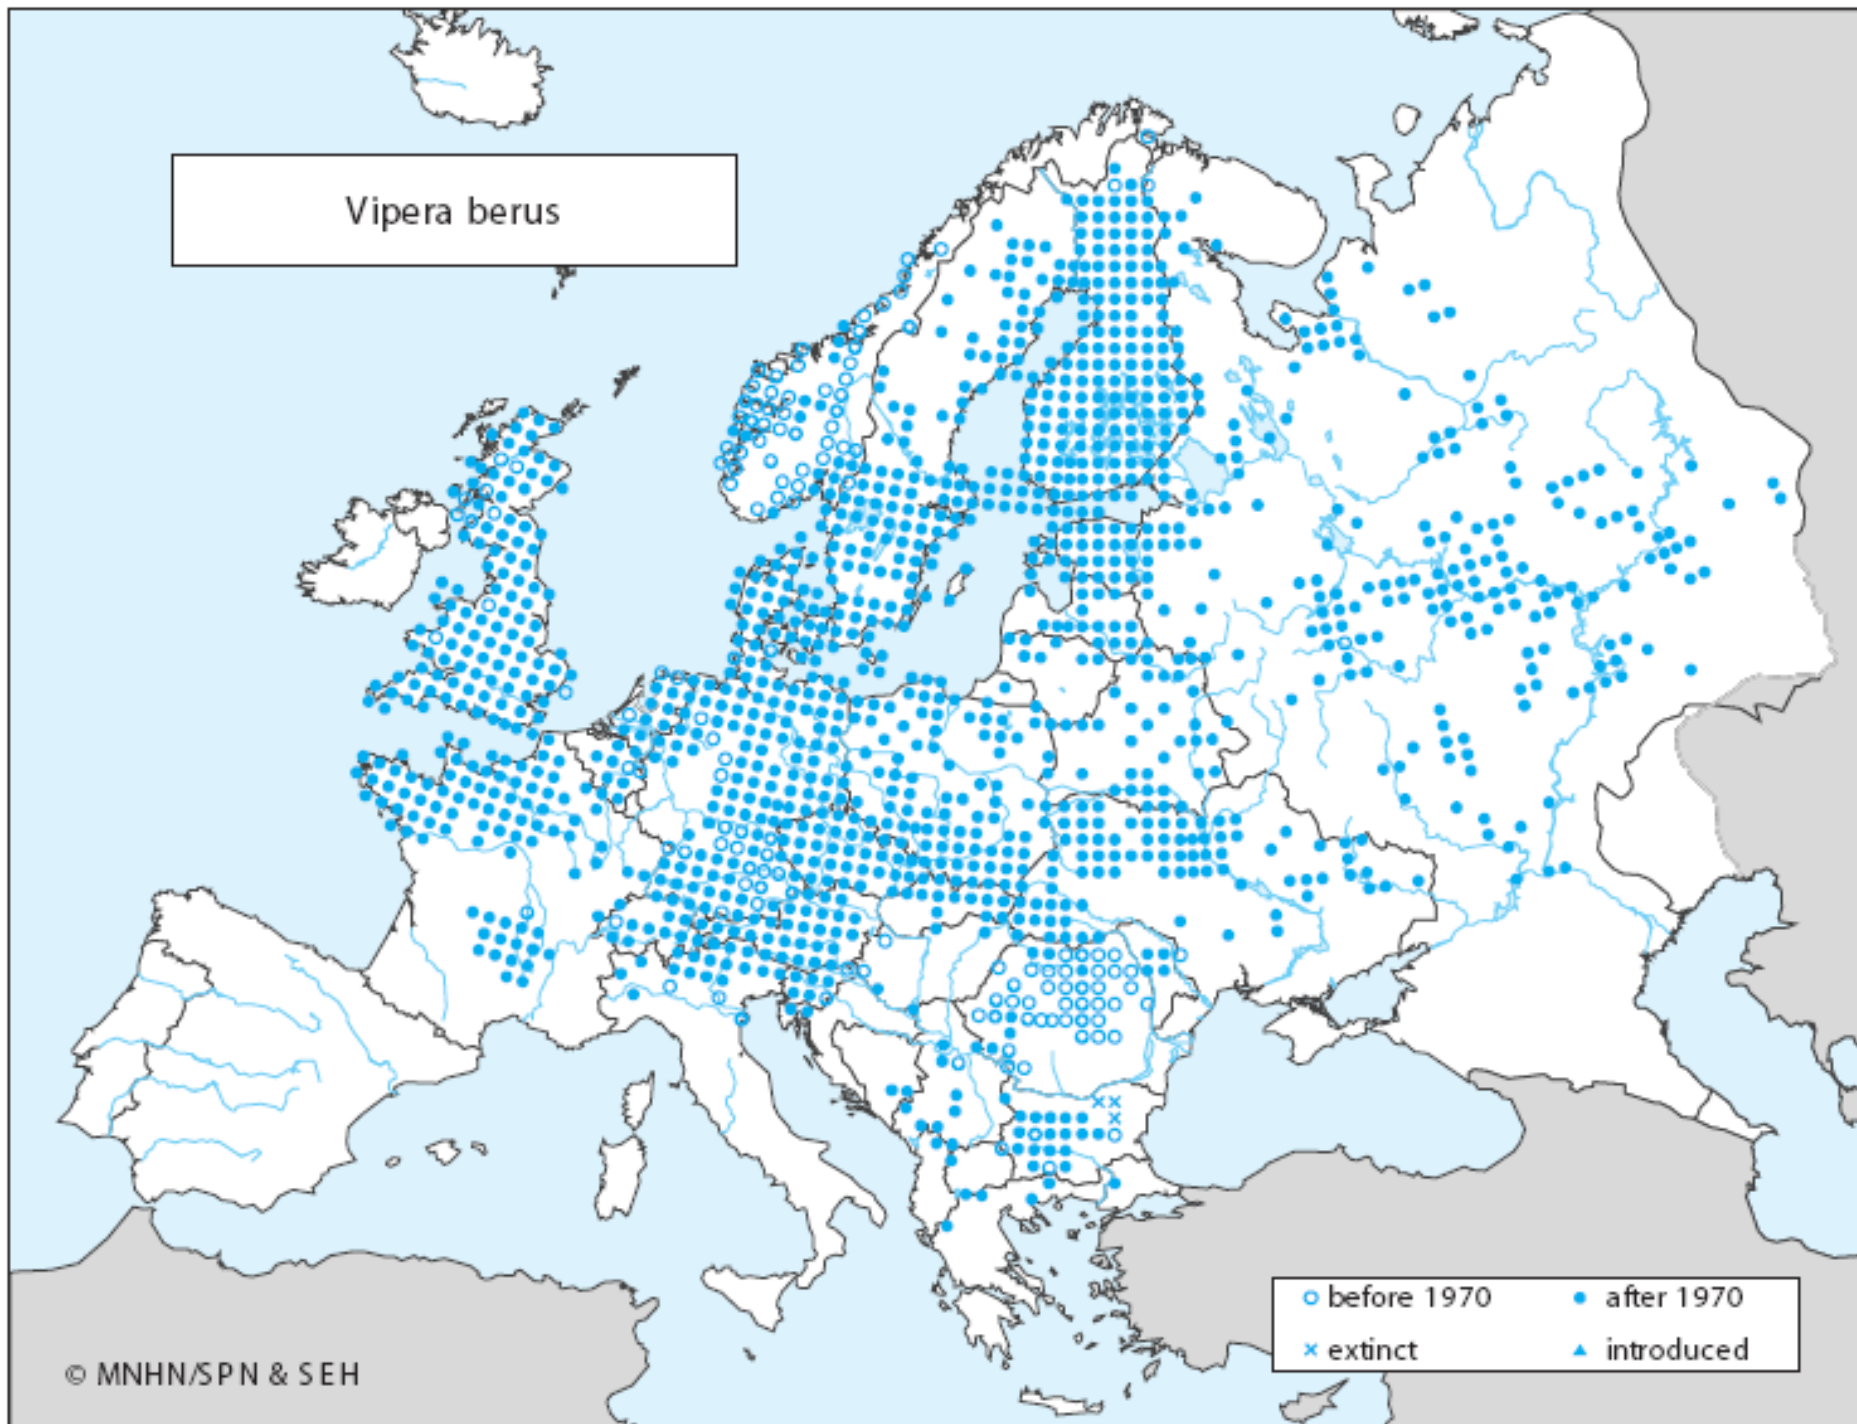 Vipera berus
before 1970
after 1970
extinct
introduced
© MNHN/SPN & SEH